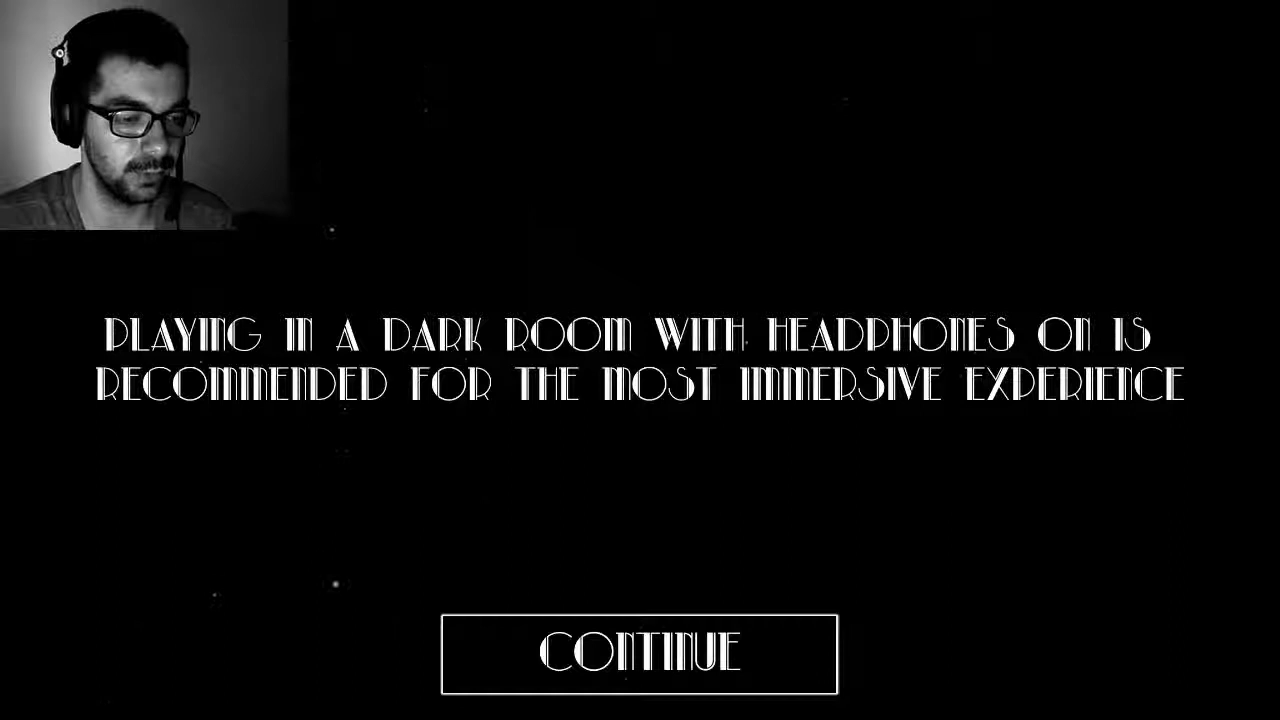 PLAYING IN A DARK ROOM WITH HEADPHONES ON IS
RECOMMENDED FOR THE MOST IMMERSIVE EXPERIENCE
CONTINUE